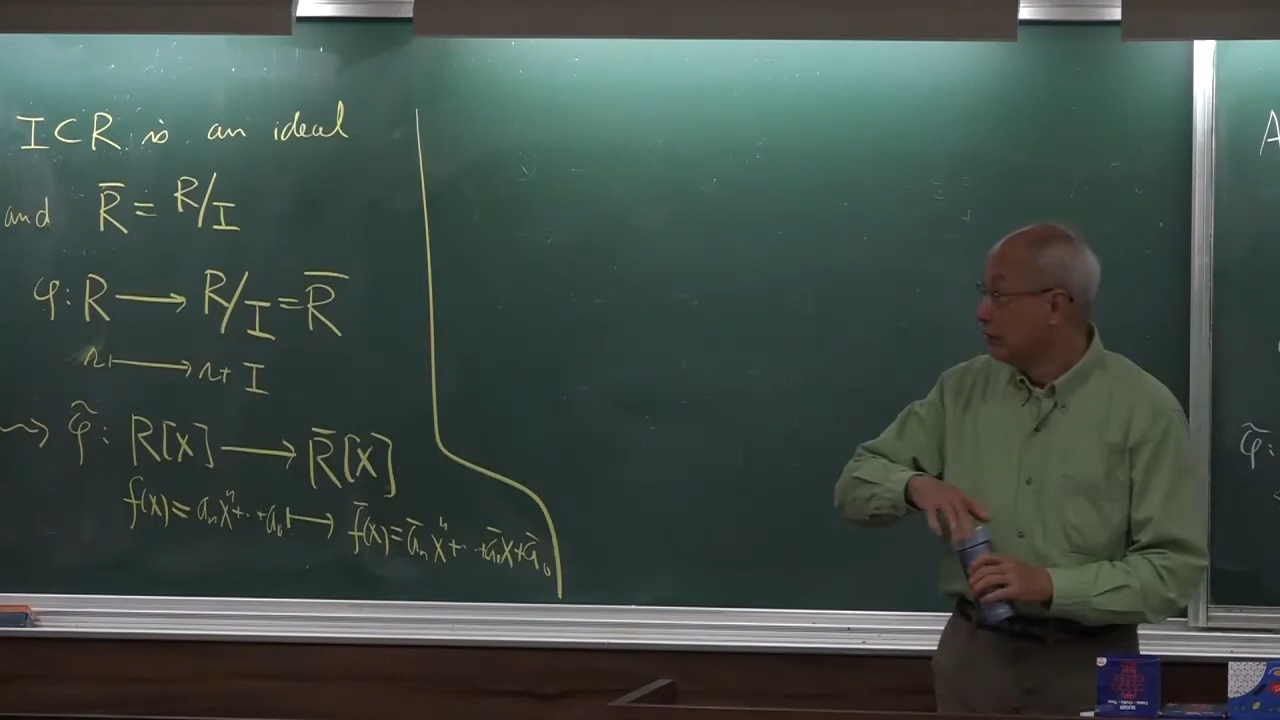 I ⊂ R is an ideal
and R̄ = R/I
φ: R ⟶ R/I = R̄
r ⟼ r + I
⇝ φ̃: R[x] ⟶ R̄[x]
f(x) = aₙxⁿ + ·· + a₀ ⟼ f̄(x) = āₙxⁿ + ·· + ā₁x + ā₀
A
φ̃: